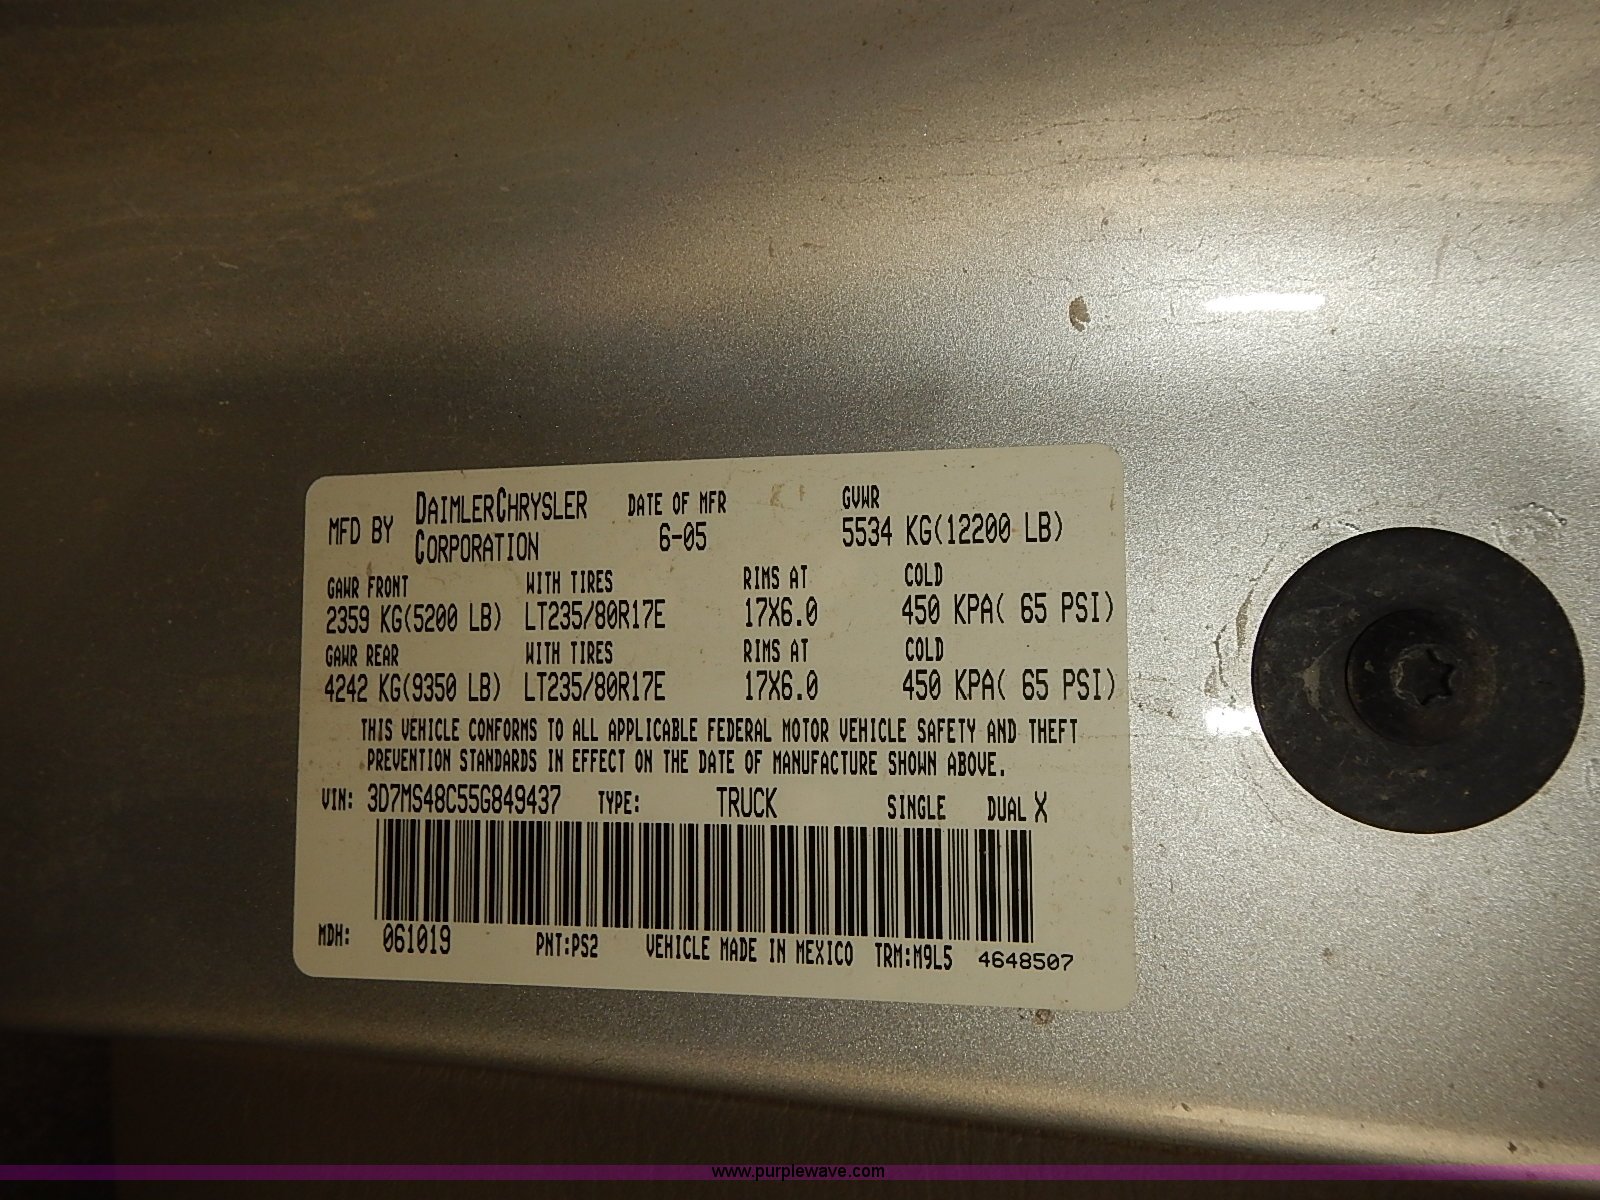 MFD BY DAIMLERCHRYSLER CORPORATION DATE OF MFR 6-05 GVWR 5534 KG(12200 LB)
GAWR FRONT WITH TIRES RIMS AT COLD
2359 KG(5200 LB) LT235/80R17E 17X6.0 450 KPA( 65 PSI)
GAWR REAR WITH TIRES RIMS AT COLD
4242 KG(9350 LB) LT235/80R17E 17X6.0 450 KPA( 65 PSI)
THIS VEHICLE CONFORMS TO ALL APPLICABLE FEDERAL MOTOR VEHICLE SAFETY AND THEFT
PREVENTION STANDARDS IN EFFECT ON THE DATE OF MANUFACTURE SHOWN ABOVE.
VIN: 3D7MS48C55G849437 TYPE: TRUCK SINGLE DUAL X
MDH: 061019 PNT:PS2 VEHICLE MADE IN MEXICO TRM:M9L5 4648507
www.purplewave.com